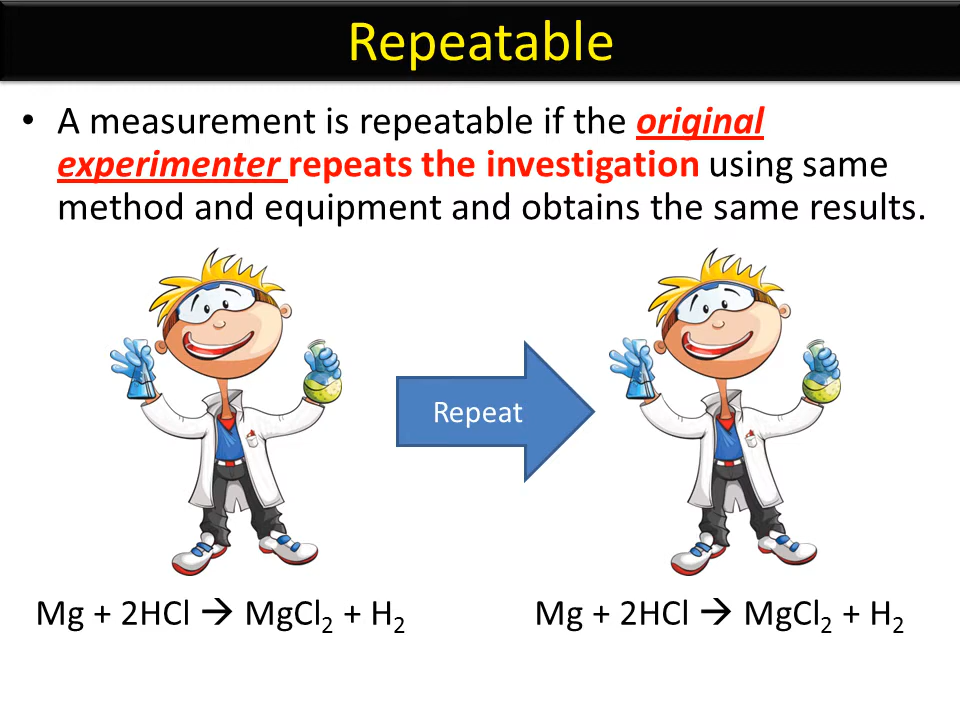 Repeatable
• A measurement is repeatable if the original
experimenter repeats the investigation using same
method and equipment and obtains the same results.
Repeat
Mg + 2HCl → MgCl₂ + H₂
Mg + 2HCl → MgCl₂ + H₂